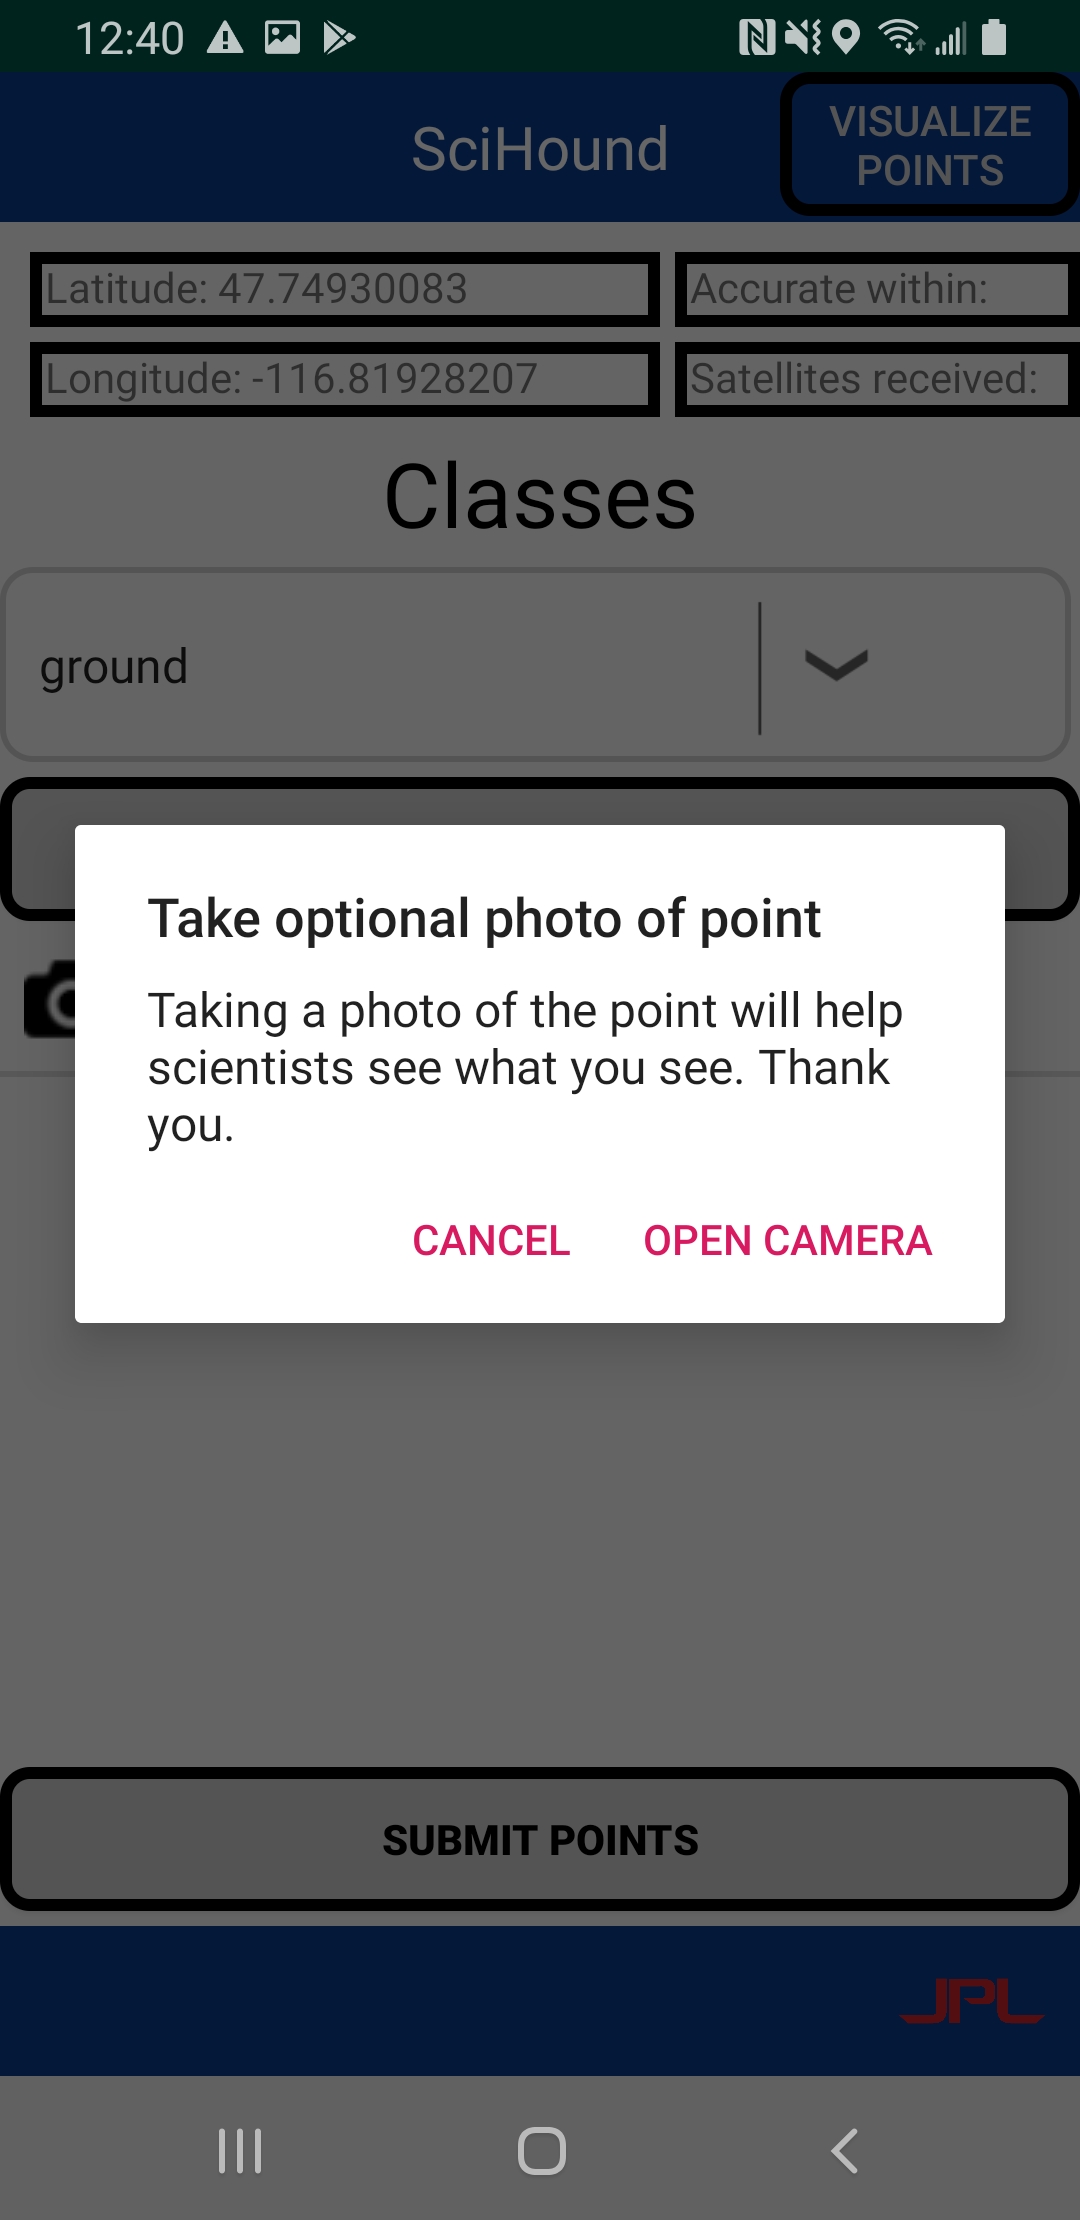 12:40
SciHound
VISUALIZE
POINTS
Latitude: 47.74930083
Accurate within:
Longitude: -116.81928207
Satellites received:
Classes
ground
Take optional photo of point
Taking a photo of the point will help
scientists see what you see. Thank
you.
CANCEL OPEN CAMERA
SUBMIT POINTS
JPL